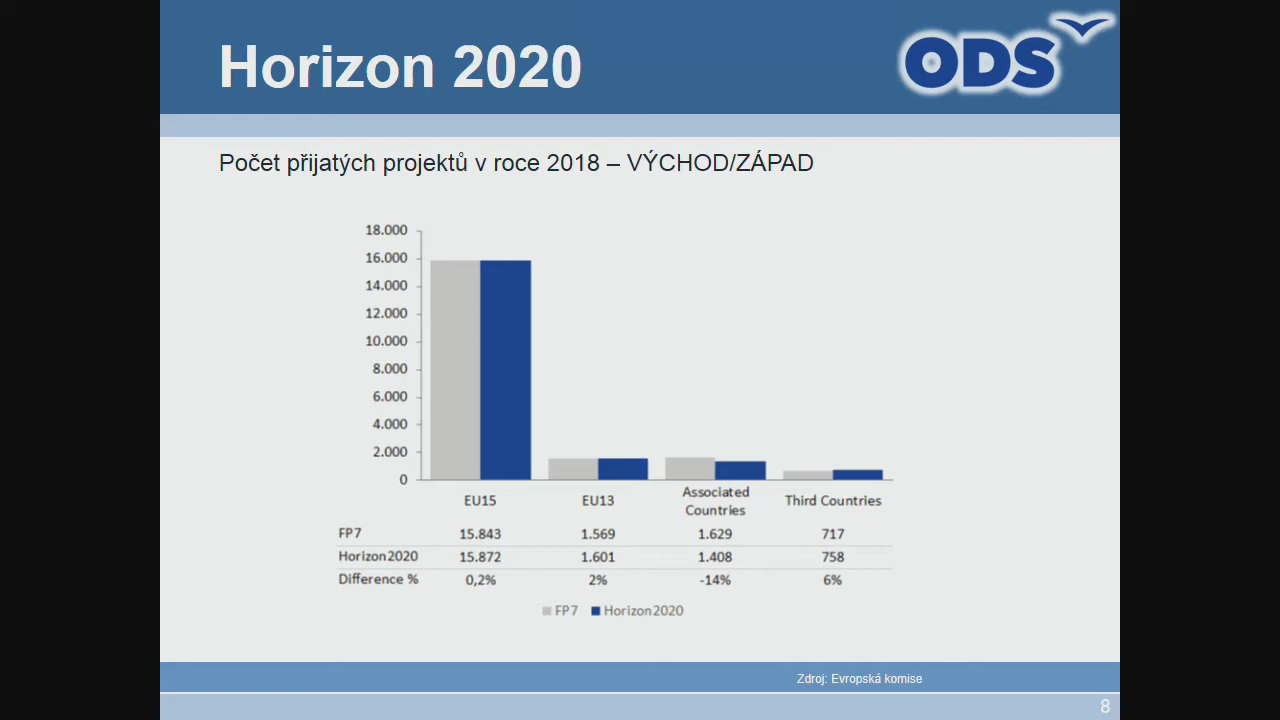 Horizon 2020
ODS
Počet přijatých projektů v roce 2018 – VÝCHOD/ZÁPAD
18.000
16.000
14.000
12.000
10.000
8.000
6.000
4.000
2.000
0
EU15 EU13 Associated Countries Third Countries
FP7 15.843 1.569 1.629 717
Horizon2020 15.872 1.601 1.408 758
Difference % 0,2% 2% -14% 6%
FP7 Horizon2020
Zdroj: Evropská komise
8